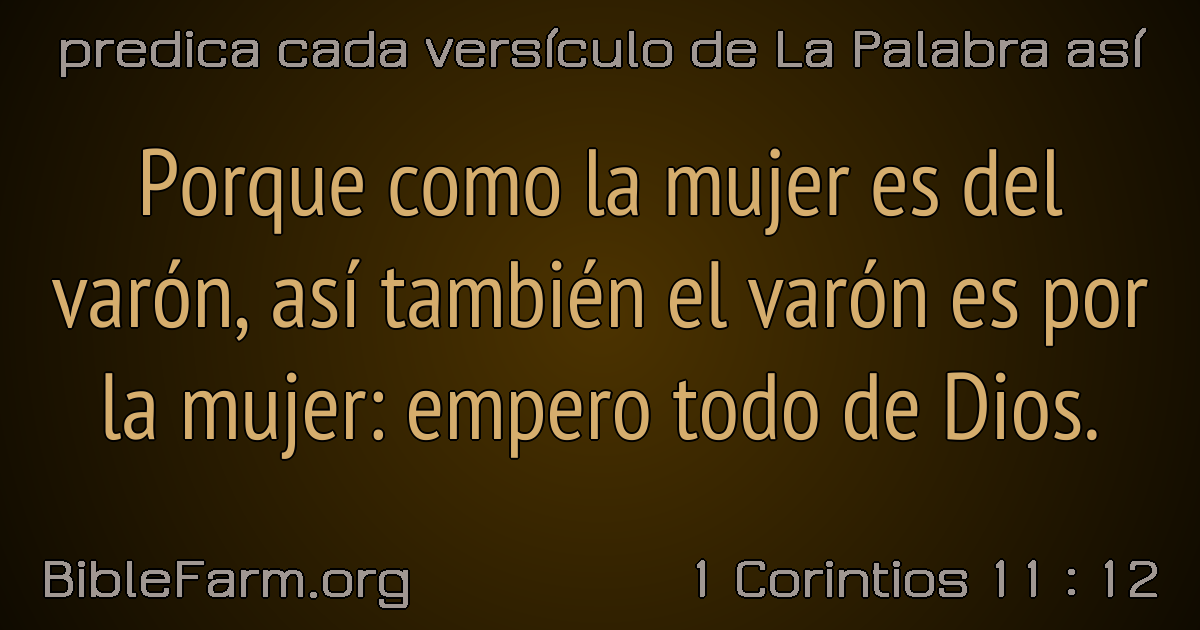 predica cada versículo de La Palabra así
Porque como la mujer es del
varón, así también el varón es por
la mujer: empero todo de Dios.
BibleFarm.org
1 Corintios 11 : 12